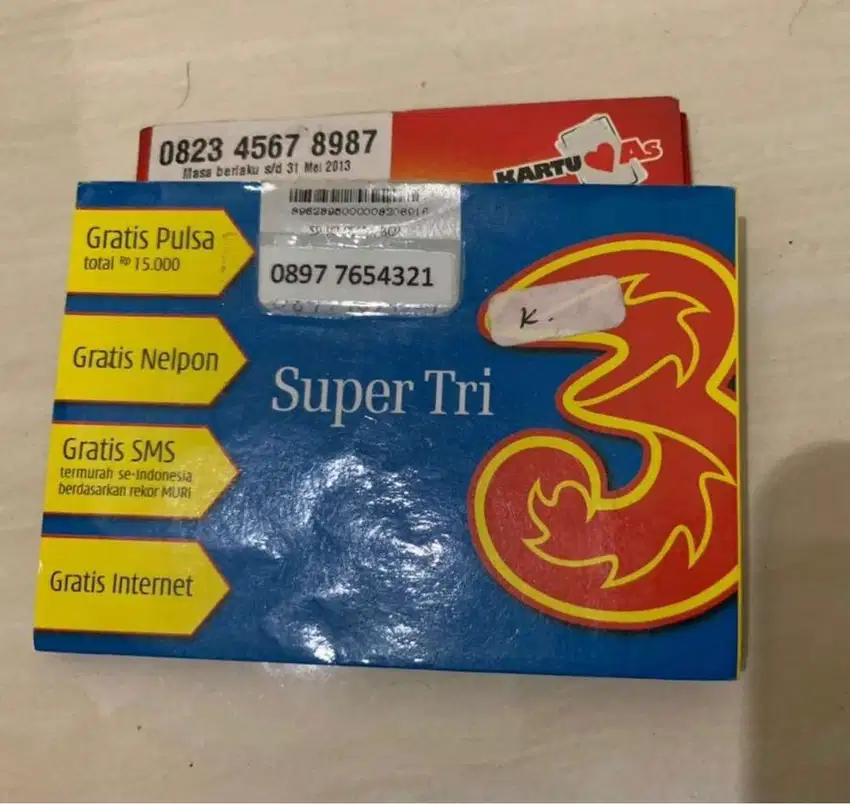 0823 4567 8987
Masa berlaku s/d 31 Mei 2013
KARTU As
0897 7654321
Gratis Pulsa
total Rp 15.000
Gratis Nelpon
Gratis SMS
termurah se-Indonesia
berdasarkan rekor MURI
Gratis Internet
Super Tri
K.
3